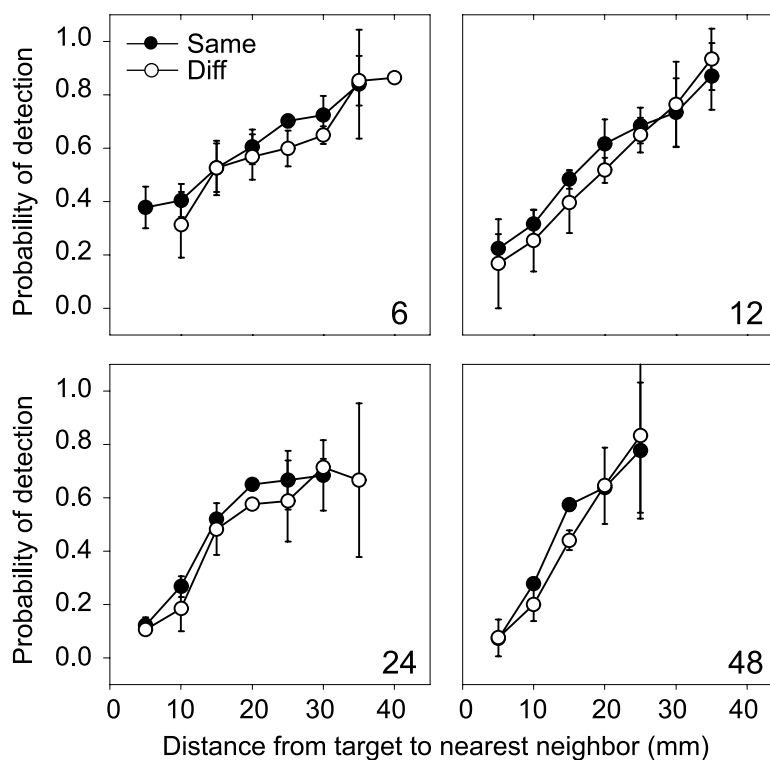 Probability of detection
1.0
0.8
0.6
0.4
0.2
0.0
Same
Diff
6
12
Probability of detection
1.0
0.8
0.6
0.4
0.2
0.0
24
48
0 10 20 30 40
0 10 20 30 40
Distance from target to nearest neighbor (mm)